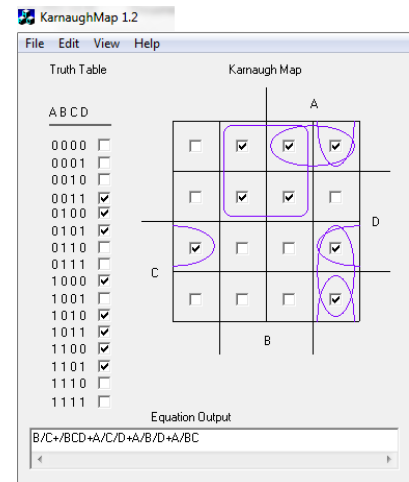 KarnaughMap 1.2
File Edit View Help
Truth Table
Karnaugh Map
A
A B C D
0000
0001
0010
0011
0100
0101
0110
0111
1000
1001
1010
1011
1100
1101
1110
1111
D
C
B
Equation Output
B/C+/BCD+A/C/D+A/B/D+A/BC